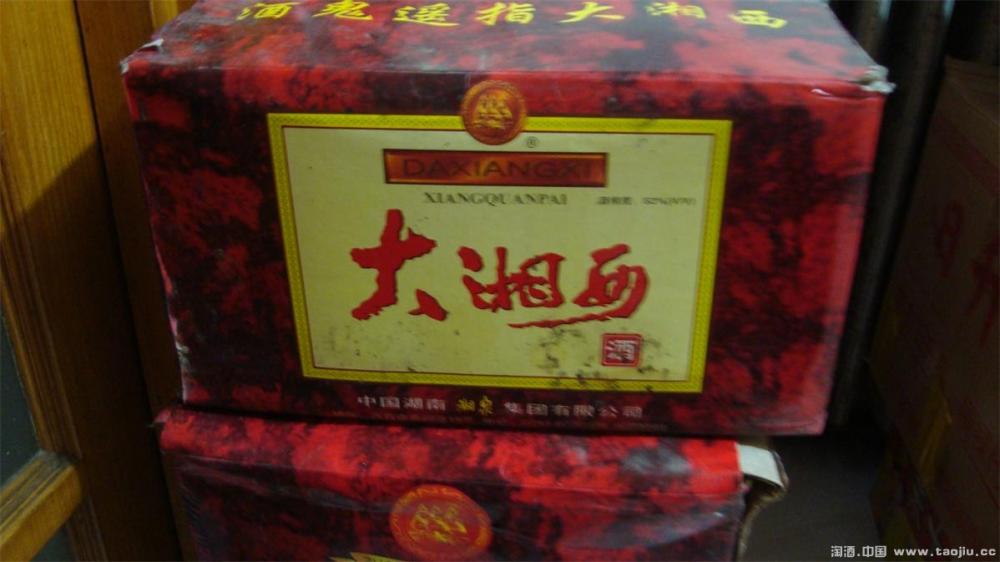 酒鬼遥指大湘西
DAXIANGXI
XIANGQUANPAI
大湘西
酒
中国湖南湘泉集团有限公司
淘酒.中国 www.taojiu.cc